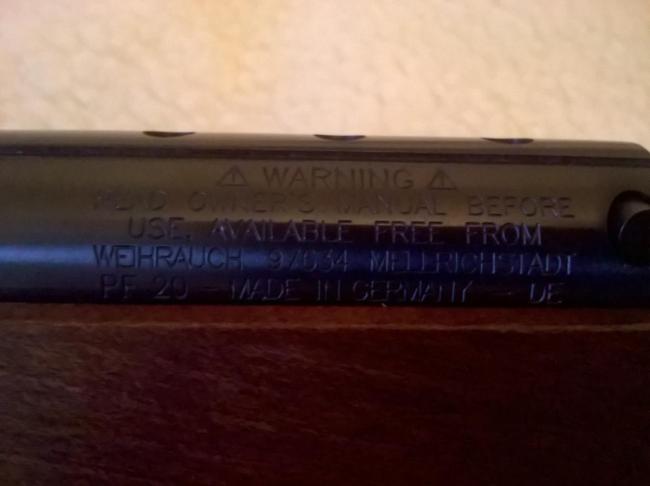 ⚠ WARNING ⚠
READ OWNER'S MANUAL BEFORE
USE, AVAILABLE FREE FROM
WEIHRAUCH 97634 MELLRICHSTADT
PF 20 - MADE IN GERMANY - DE